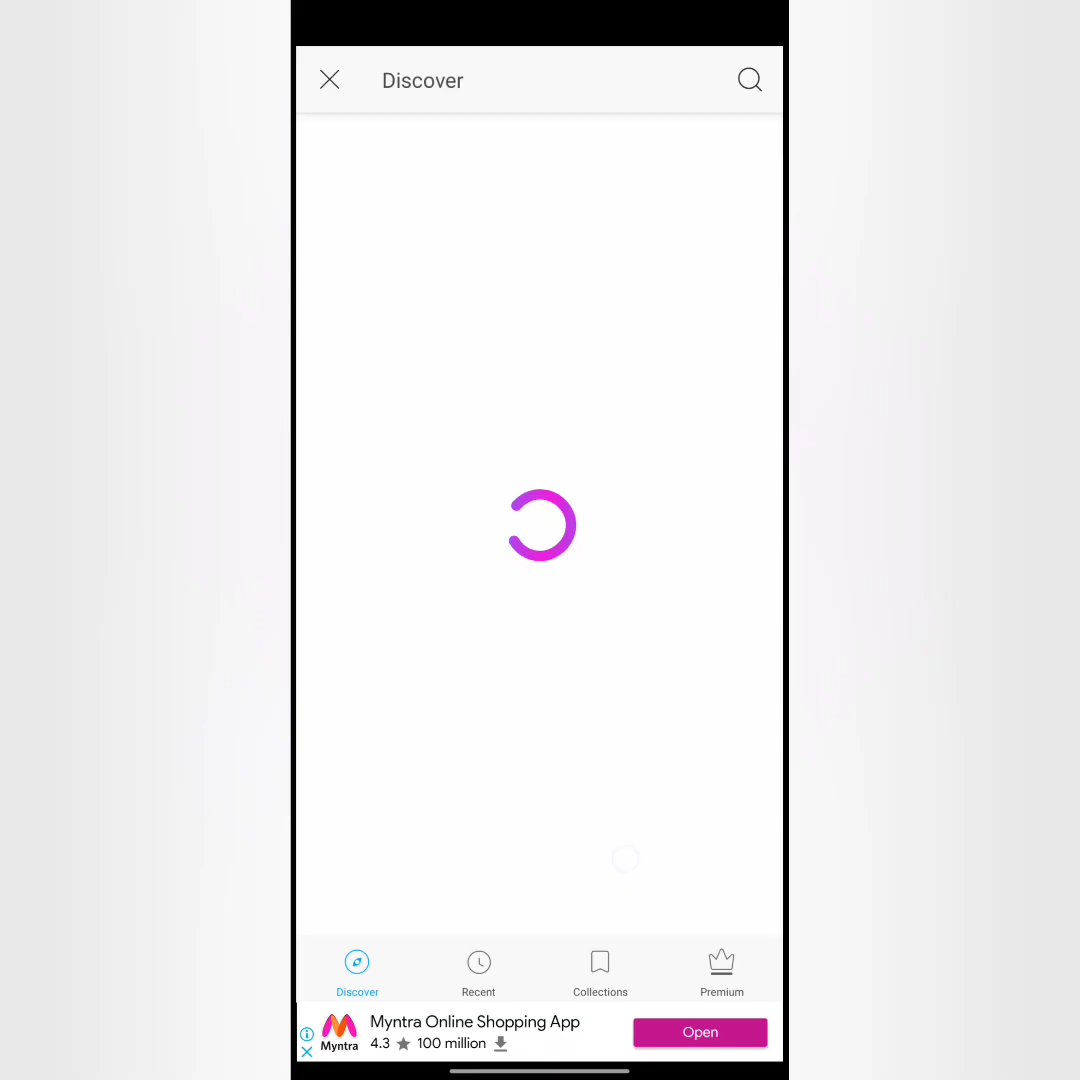 Discover
Discover
Recent
Collections
Premium
Myntra Online Shopping App
4.3 ★ 100 million
Myntra
Open